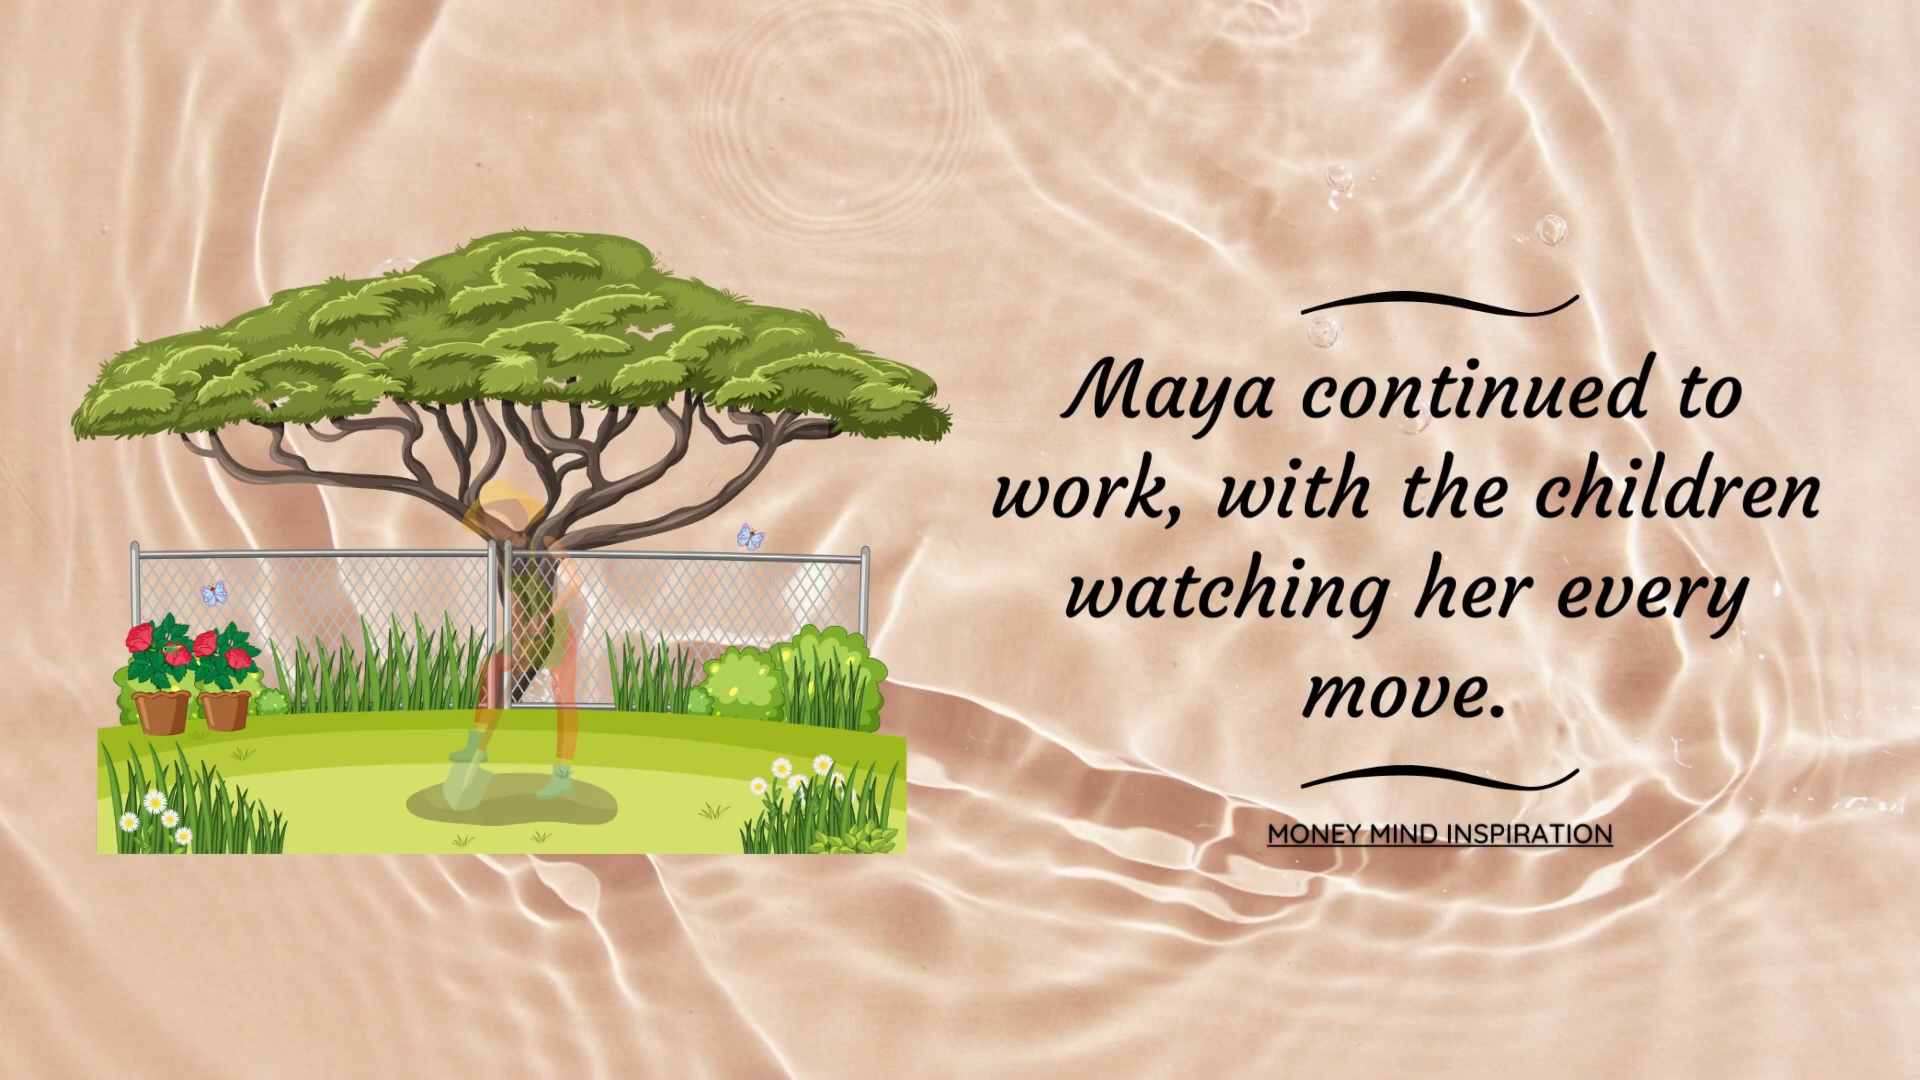 Maya continued to
work, with the children
watching her every
move.
MONEY MIND INSPIRATION